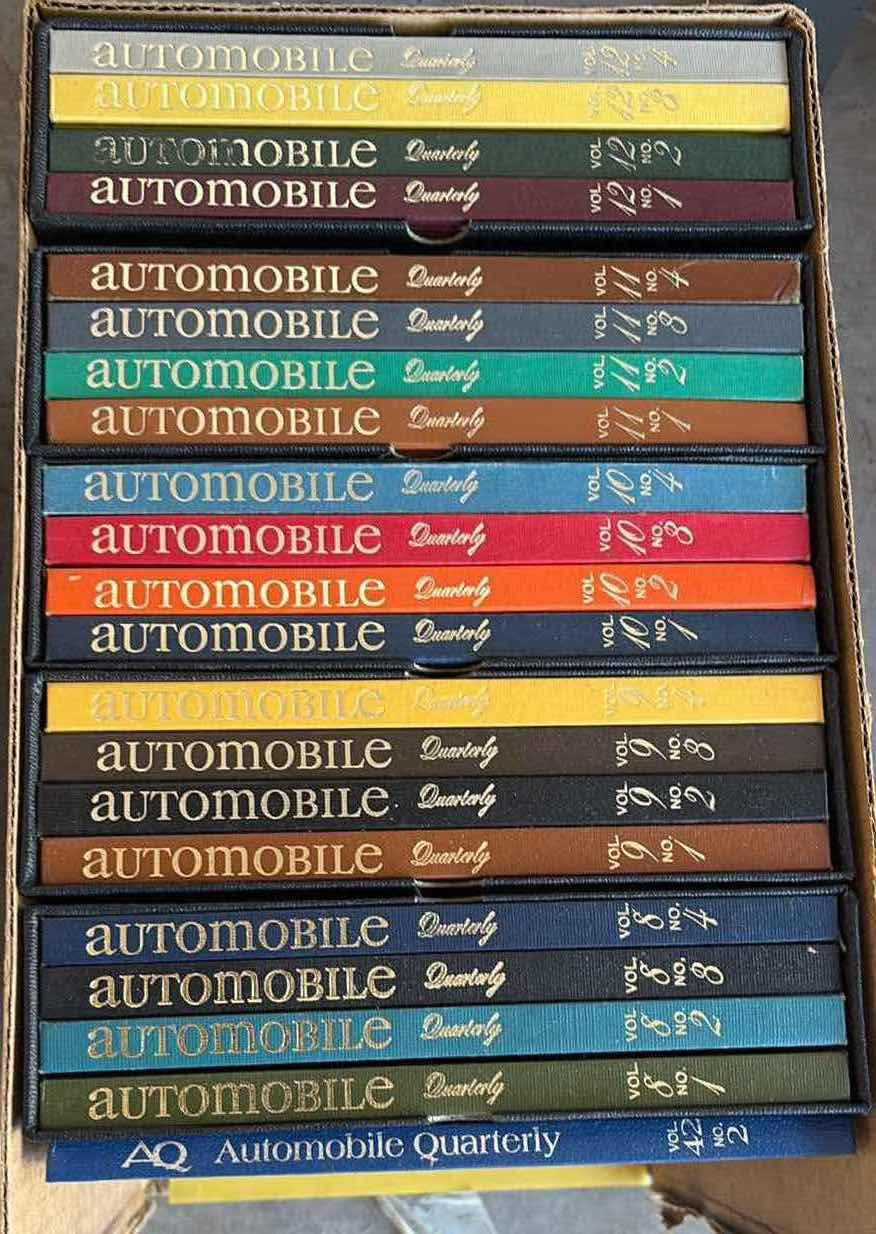 AUTOMOBILE Quarterly VOL. 12 NO. 4
AUTOMOBILE Quarterly VOL. 12 NO. 3
AUTOMOBILE Quarterly VOL. 12 NO. 2
AUTOMOBILE Quarterly VOL. 12 NO. 1
AUTOMOBILE Quarterly VOL. 11 NO. 4
AUTOMOBILE Quarterly VOL. 11 NO. 3
AUTOMOBILE Quarterly VOL. 11 NO. 2
AUTOMOBILE Quarterly VOL. 11 NO. 1
AUTOMOBILE Quarterly VOL. 10 NO. 4
AUTOMOBILE Quarterly VOL. 10 NO. 3
AUTOMOBILE Quarterly VOL. 10 NO. 2
AUTOMOBILE Quarterly VOL. 10 NO. 1
AUTOMOBILE Quarterly VOL. 9 NO. 4
AUTOMOBILE Quarterly VOL. 9 NO. 3
AUTOMOBILE Quarterly VOL. 9 NO. 2
AUTOMOBILE Quarterly VOL. 9 NO. 1
AUTOMOBILE Quarterly VOL. 8 NO. 4
AUTOMOBILE Quarterly VOL. 8 NO. 3
AUTOMOBILE Quarterly VOL. 8 NO. 2
AUTOMOBILE Quarterly VOL. 8 NO. 1
AQ Automobile Quarterly VOL. 42 NO. 2